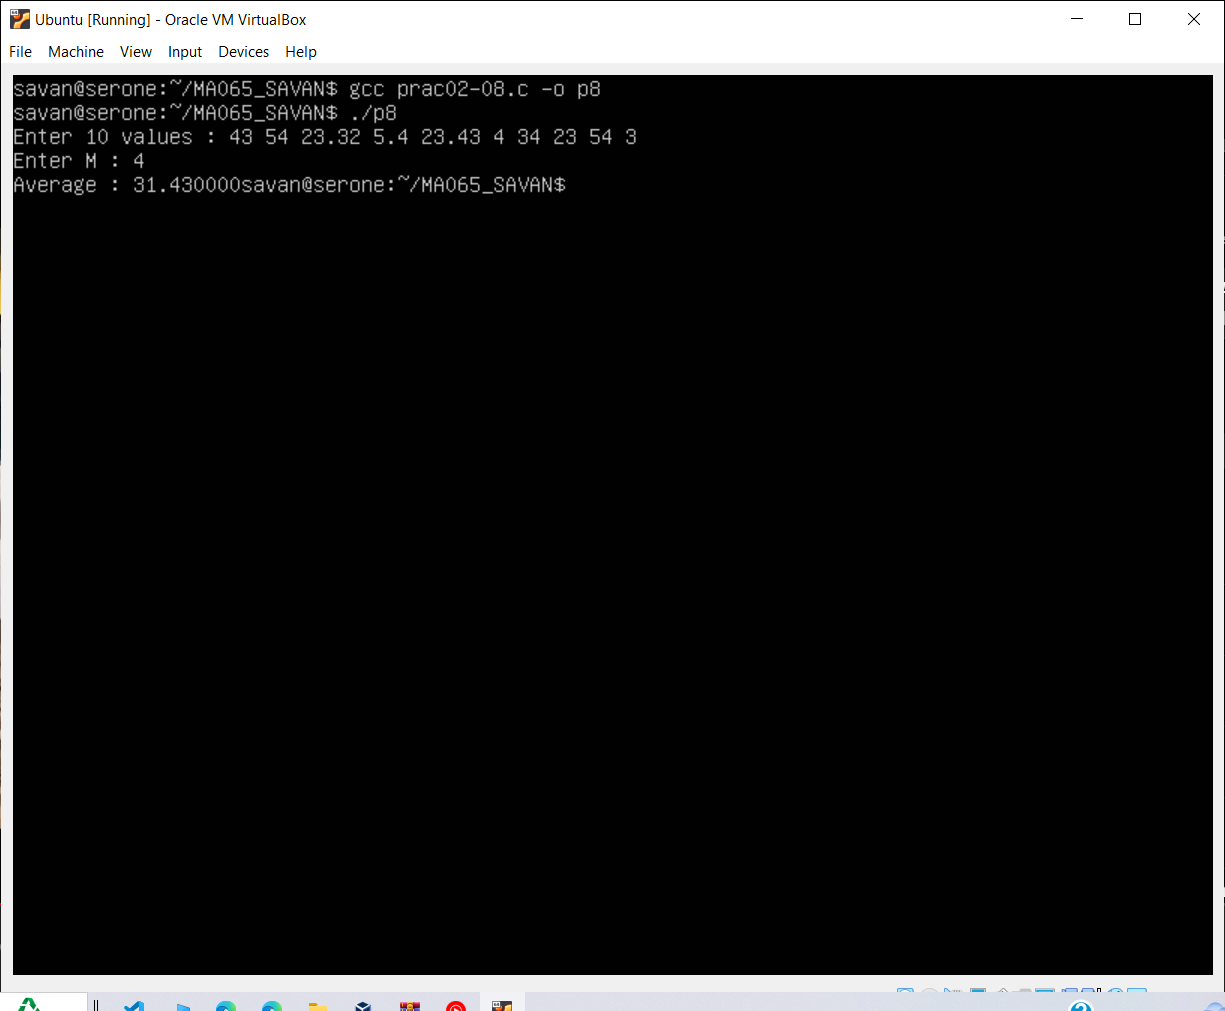 Ubuntu [Running] - Oracle VM VirtualBox
File Machine View Input Devices Help
savan@serone:~/MA065_SAVAN$ gcc prac02-08.c -o p8
savan@serone:~/MA065_SAVAN$ ./p8
Enter 10 values : 43 54 23.32 5.4 23.43 4 34 23 54 3
Enter M : 4
Average : 31.430000savan@serone:~/MA065_SAVAN$